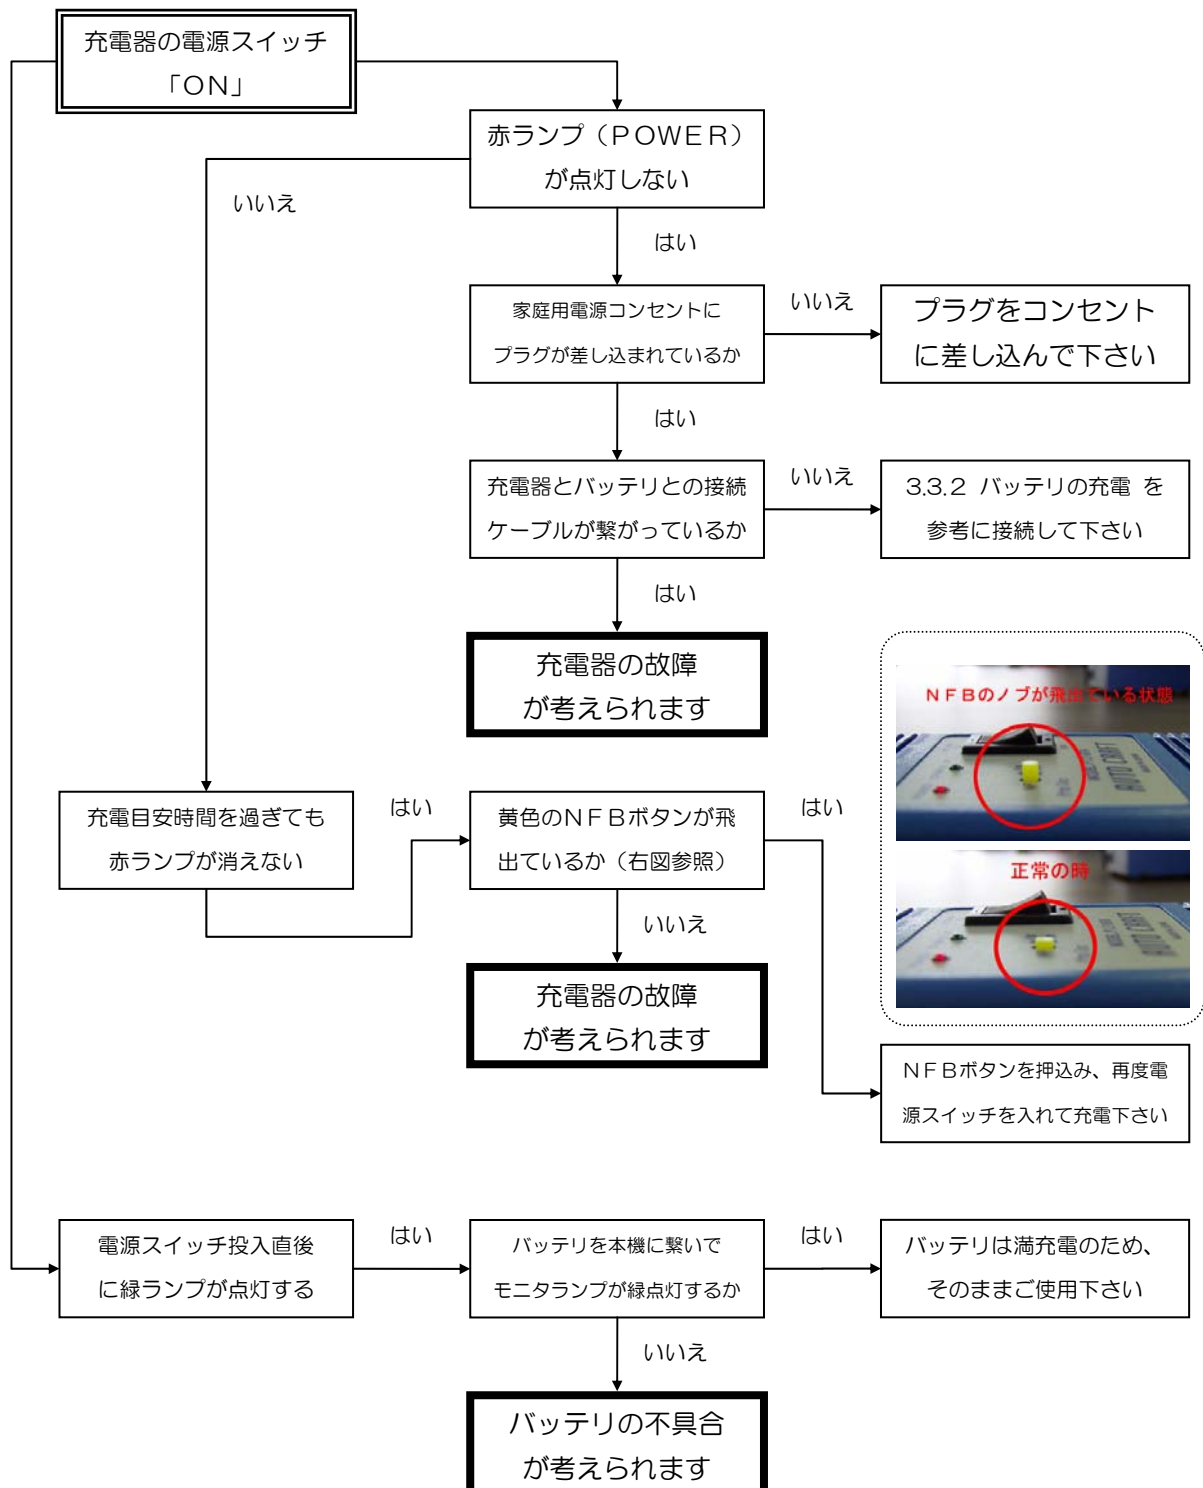 充電器の電源スイッチ
「ON」
赤ランプ（POWER）
が点灯しない
いいえ
はい
家庭用電源コンセントに
プラグが差し込まれているか
いいえ
プラグをコンセント
に差し込んで下さい
はい
充電器とバッテリとの接続
ケーブルが繋がっているか
いいえ
3.3.2 バッテリの充電 を
参考に接続して下さい
はい
充電器の故障
が考えられます
NFBのノブが飛出ている状態
AUTO CRAFT
正常の時
AUTO CRAFT
充電目安時間を過ぎても
赤ランプが消えない
はい
黄色のNFBボタンが飛
出ているか（右図参照）
はい
いいえ
充電器の故障
が考えられます
NFBボタンを押込み、再度電
源スイッチを入れて充電下さい
電源スイッチ投入直後
に緑ランプが点灯する
はい
バッテリを本機に繋いで
モニタランプが緑点灯するか
はい
バッテリは満充電のため、
そのままご使用下さい
いいえ
バッテリの不具合
が考えられます